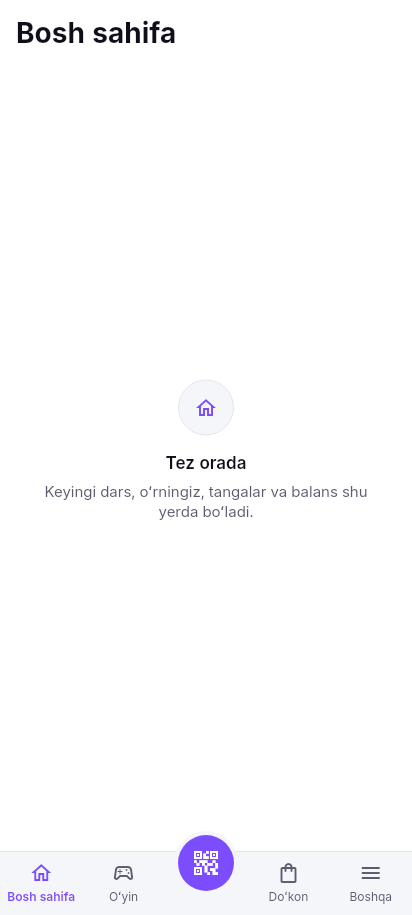 Bosh sahifa
Tez orada
Keyingi dars, oʻrningiz, tangalar va balans shu
yerda boʻladi.
Bosh sahifa
Oʻyin
Doʻkon
Boshqa